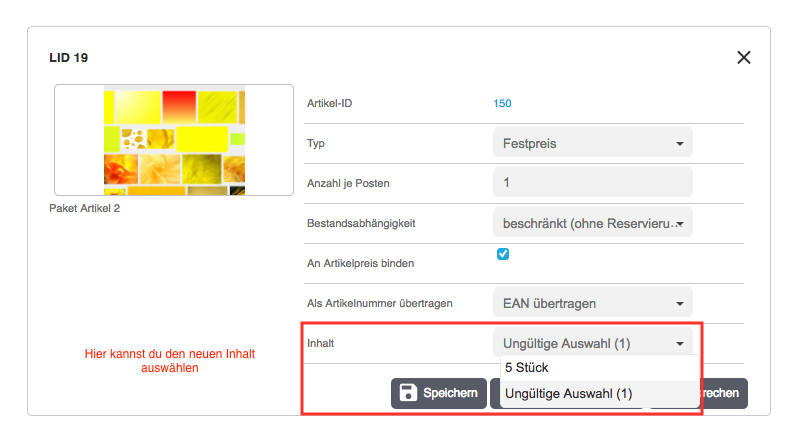 LID 19
Artikel-ID
150
Typ
Festpreis
Anzahl je Posten
1
Paket Artikel 2
Bestandsabhängigkeit
beschränkt (ohne Reservieru...
An Artikelpreis binden
Als Artikelnummer übertragen
EAN übertragen
Hier kannst du den neuen Inhalt
auswählen
Inhalt
Ungültige Auswahl (1)
5 Stück
Ungültige Auswahl (1)
Speichern
rechen